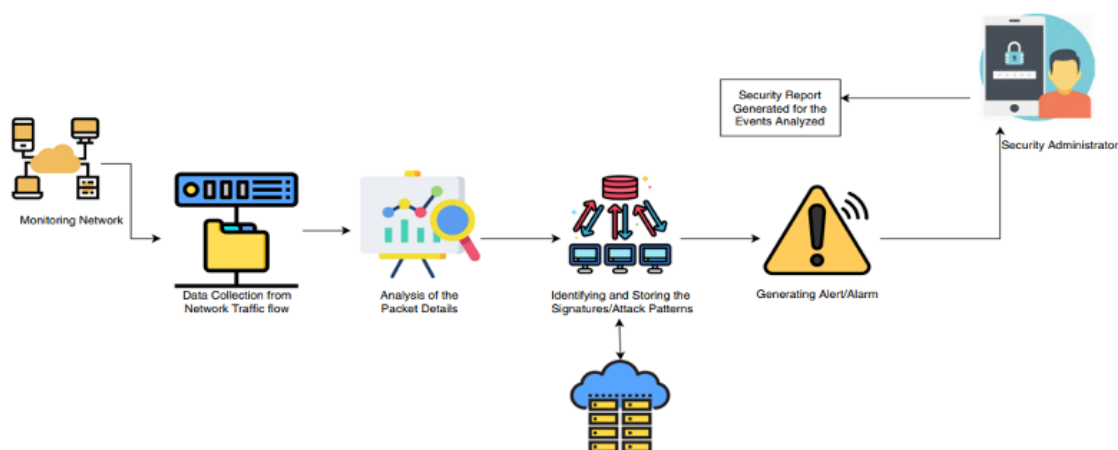 Security Report
Generated for the
Events Analyzed
Security Administrator
Monitoring Network
Data Collection from
Network Traffic flow
Analysis of the
Packet Details
Identifying and Storing the
Signatures/Attack Patterns
Generating Alert/Alarm